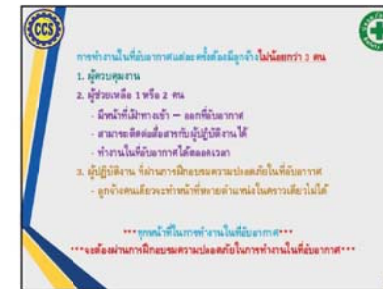 CCS
การทำงานในที่อับอากาศแต่ละครั้งต้องมีลูกจ้างไม่น้อยกว่า 3 คน
1. ผู้ควบคุมงาน
2. ผู้ช่วยเหลือ 1 หรือ 2 คน
- มีหน้าที่เฝ้าทางเข้า – ออกที่อับอากาศ
- สามารถติดต่อสื่อสารกับผู้ปฏิบัติงานได้
- ทำงานในที่อับอากาศได้ตลอดเวลา
3. ผู้ปฏิบัติงาน ที่ผ่านการฝึกอบรมความปลอดภัยในที่อับอากาศ
- ลูกจ้างคนเดียวจะทำหน้าที่หลายตำแหน่งในคราวเดียวไม่ได้
***ทุกหน้าที่ในการทำงานในที่อับอากาศ***
***จะต้องผ่านการฝึกอบรมความปลอดภัยในการทำงานในที่อับอากาศ***